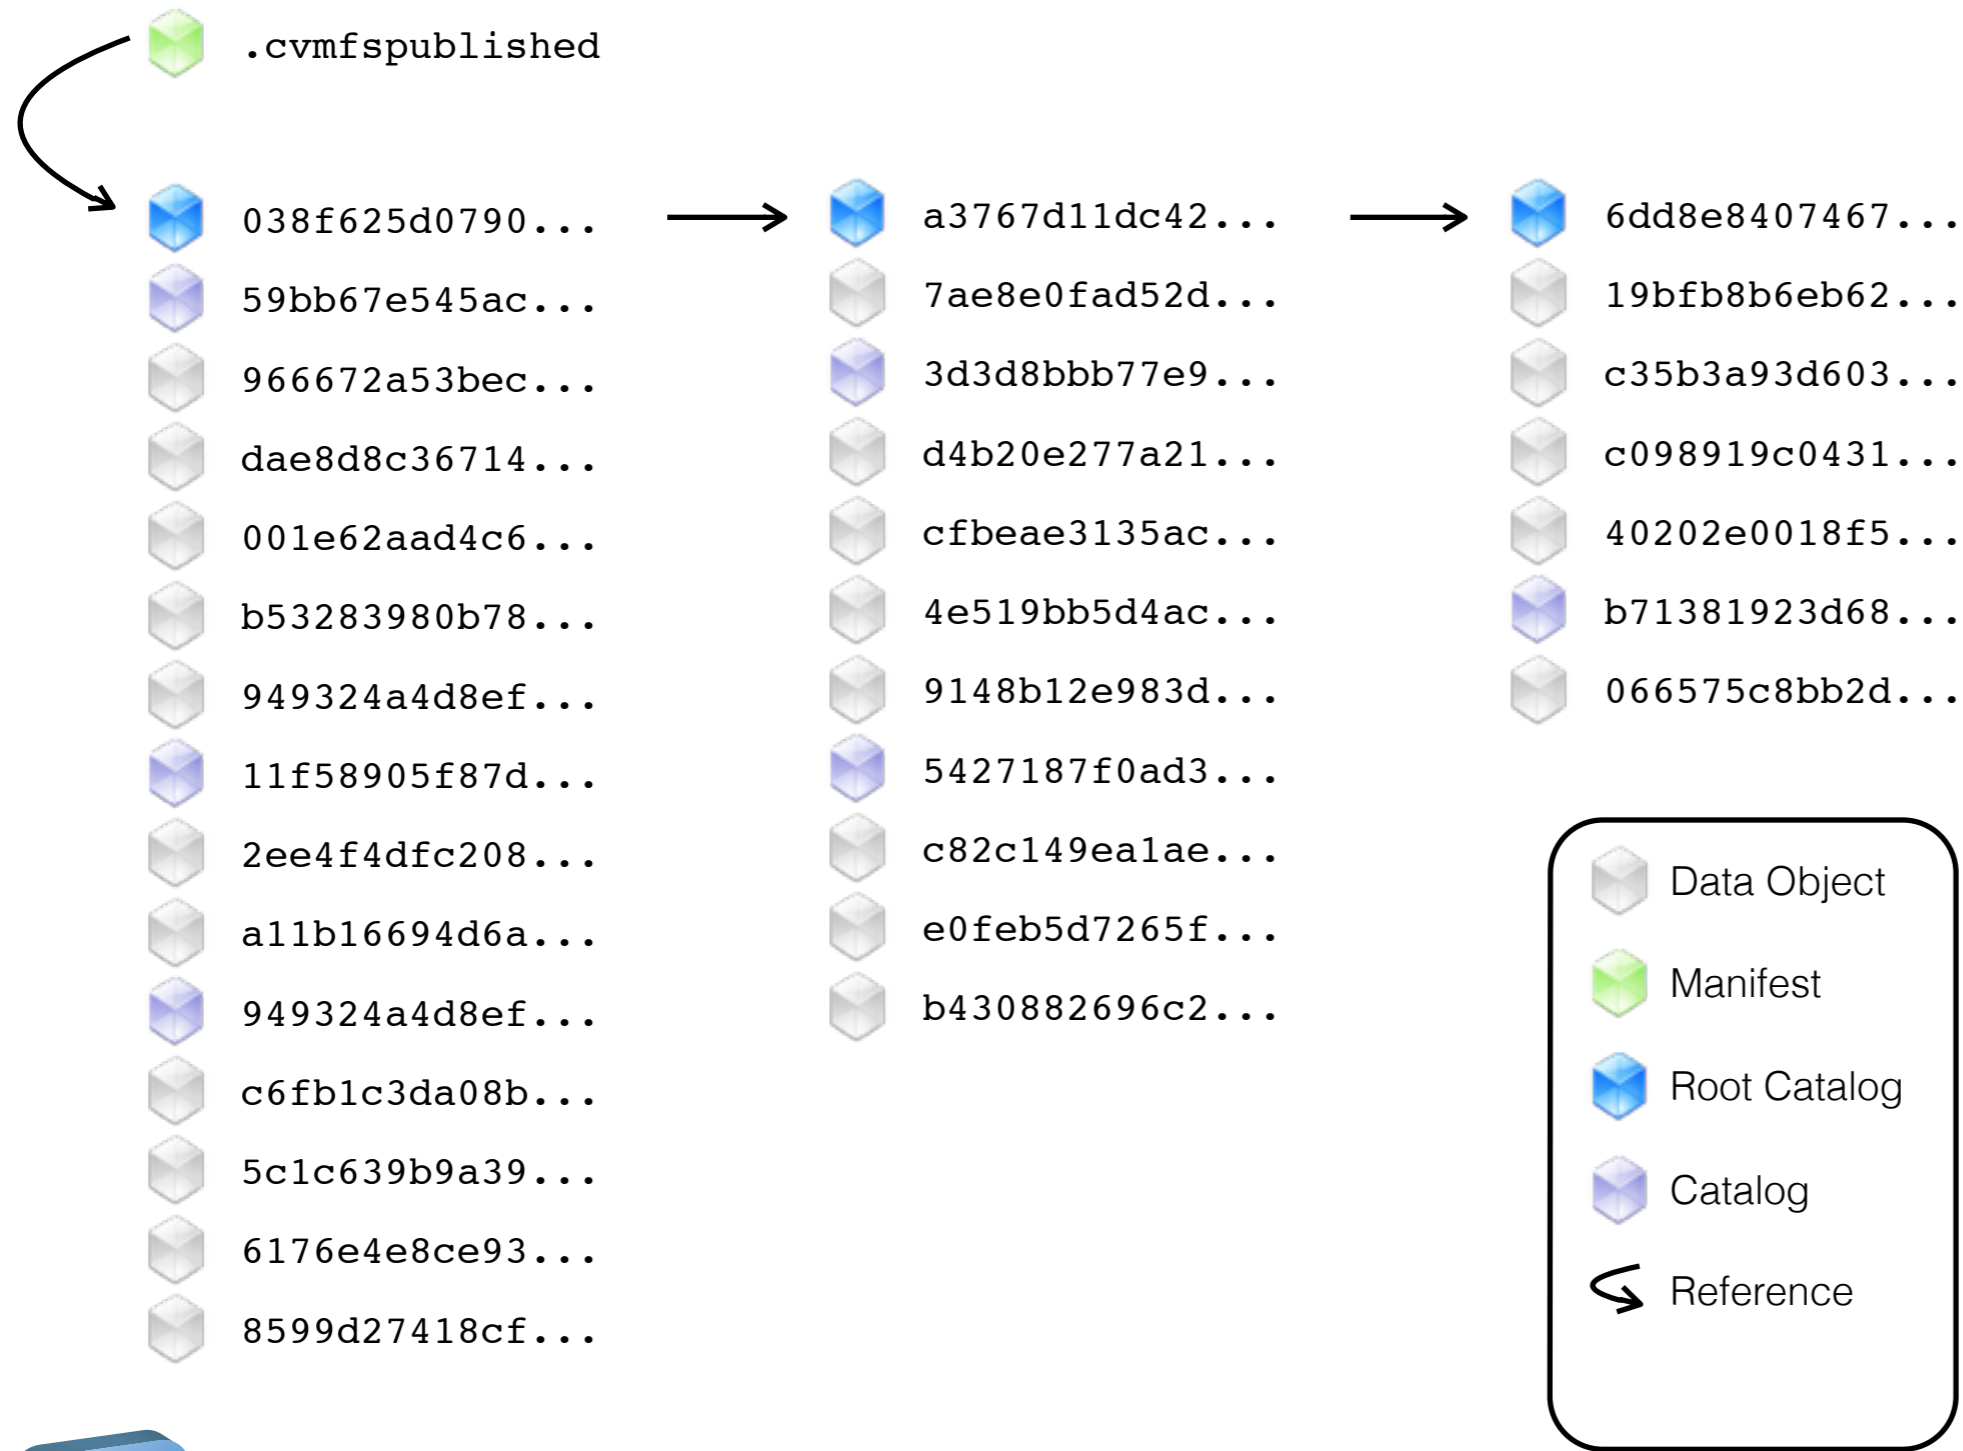 .cvmfspublished
038f625d0790...
59bb67e545ac...
966672a53bec...
dae8d8c36714...
001e62aad4c6...
b53283980b78...
949324a4d8ef...
11f58905f87d...
2ee4f4dfc208...
a11b16694d6a...
949324a4d8ef...
c6fb1c3da08b...
5c1c639b9a39...
6176e4e8ce93...
8599d27418cf...
a3767d11dc42...
7ae8e0fad52d...
3d3d8bbb77e9...
d4b20e277a21...
cfbeae3135ac...
4e519bb5d4ac...
9148b12e983d...
5427187f0ad3...
c82c149ea1ae...
e0feb5d7265f...
b430882696c2...
6dd8e8407467...
19bfb8b6eb62...
c35b3a93d603...
c098919c0431...
40202e0018f5...
b71381923d68...
066575c8bb2d...
Data Object
Manifest
Root Catalog
Catalog
Reference